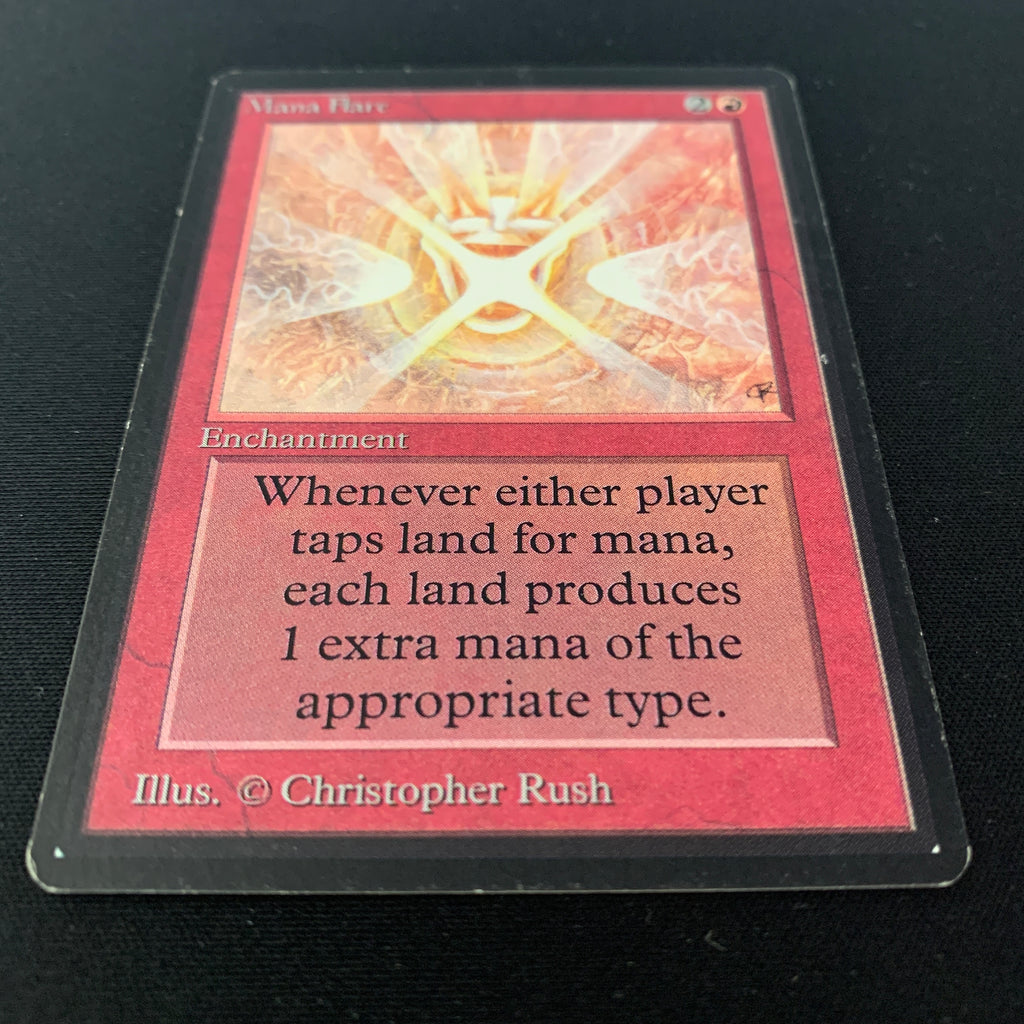 Mana Flare 2
Enchantment
Whenever either player
taps land for mana,
each land produces
1 extra mana of the
appropriate type.
Illus. © Christopher Rush